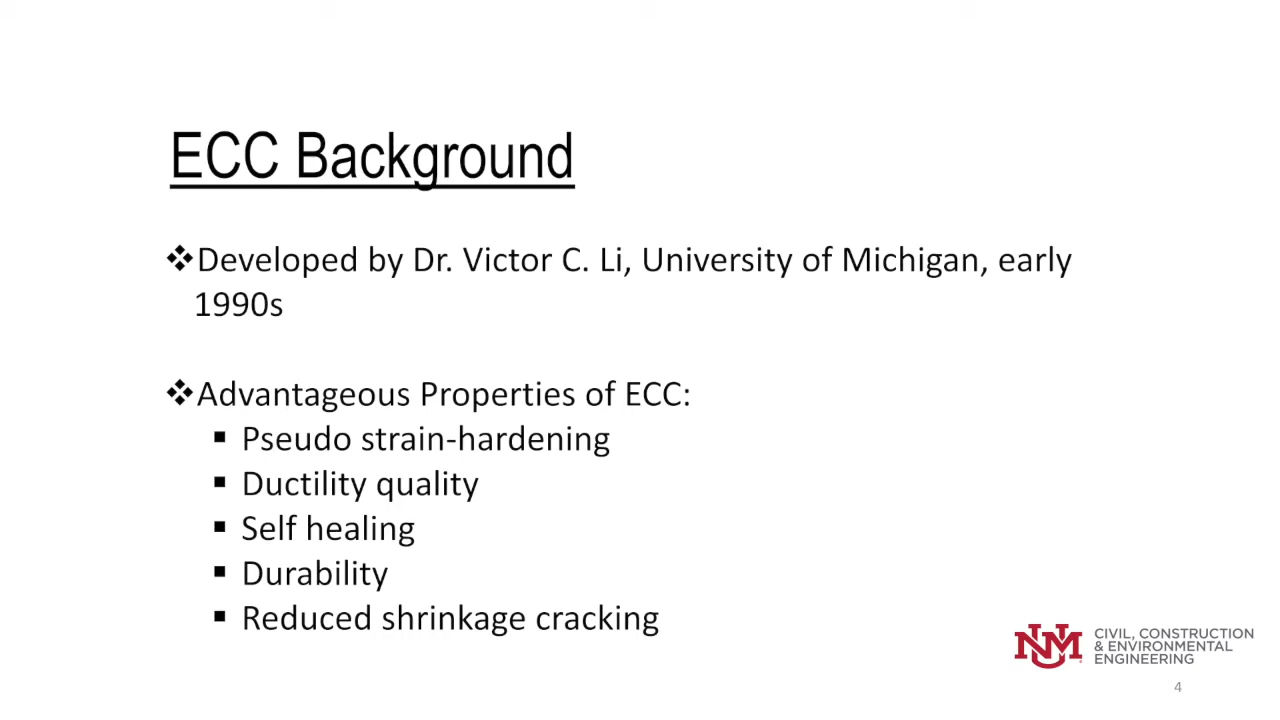 ECC Background
❖Developed by Dr. Victor C. Li, University of Michigan, early
1990s
❖Advantageous Properties of ECC:
▪ Pseudo strain-hardening
▪ Ductility quality
▪ Self healing
▪ Durability
▪ Reduced shrinkage cracking
UNM
CIVIL, CONSTRUCTION
& ENVIRONMENTAL
ENGINEERING
4